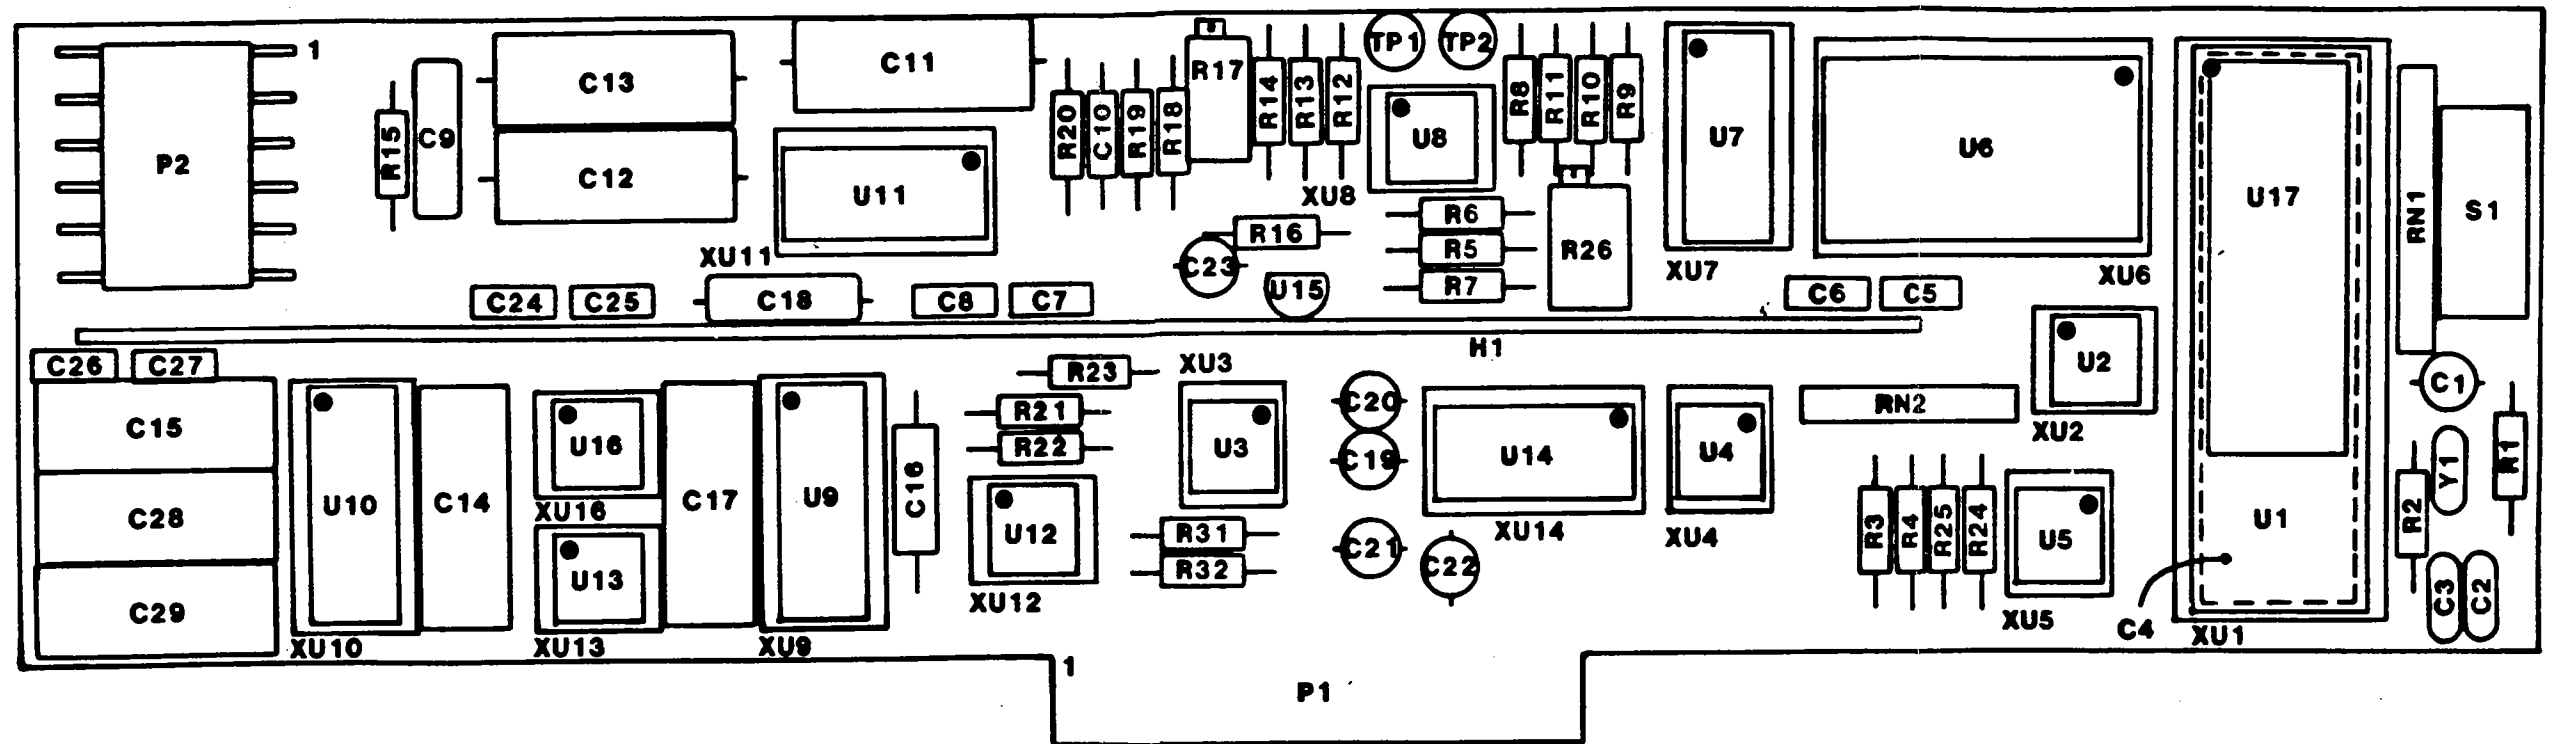 1
P2
R15
C9
C13
C12
C11
U11
XU11
R20
C10
R19
R18
R17
R14
R13
R12
TP1
TP2
U8
XU8
R8
R11
R10
R9
U7
XU7
U6
XU6
U17
RN1
S1
R16
C23
U15
R6
R5
R7
R26
C24
C25
C18
C8
C7
C6
C5
H1
C26
C27
C15
C28
C29
U10
XU10
C14
U16
XU16
U13
XU13
C17
U9
XU9
C16
R23
R21
R22
U12
XU12
XU3
U3
R31
R32
C20
C19
C21
C22
U14
XU14
U4
XU4
RN2
U2
XU2
R3
R4
R25
R24
U5
XU5
U1
C4
XU1
C1
Y1
R1
R2
C3
C2
1
P1